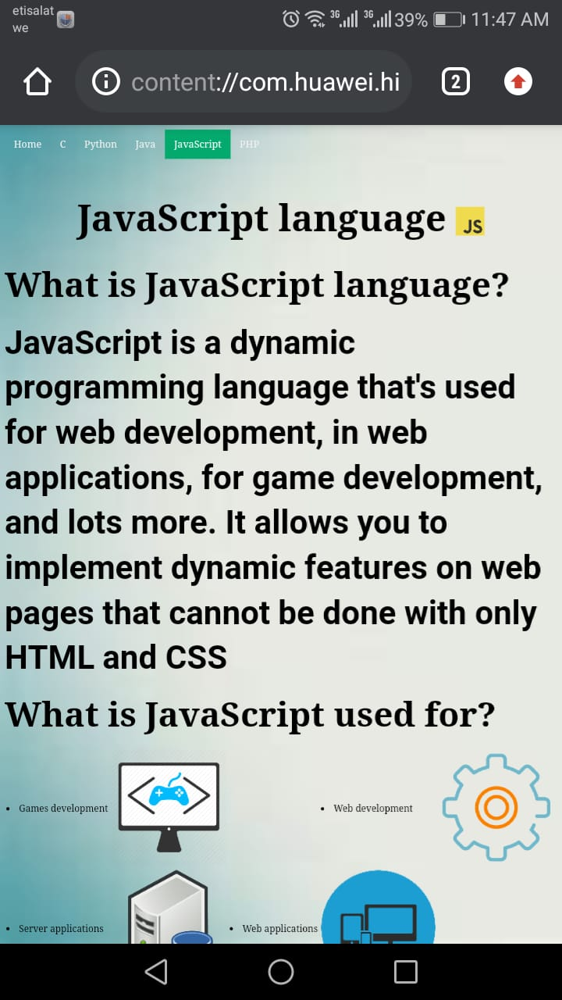 etisalat
we
3G 3G 39% 11:47 AM
content://com.huawei.hi 2
Home C Python Java JavaScript PHP
JavaScript language JS
What is JavaScript language?
JavaScript is a dynamic
programming language that's used
for web development, in web
applications, for game development,
and lots more. It allows you to
implement dynamic features on web
pages that cannot be done with only
HTML and CSS
What is JavaScript used for?
• Games development • Web development
• Server applications • Web applications